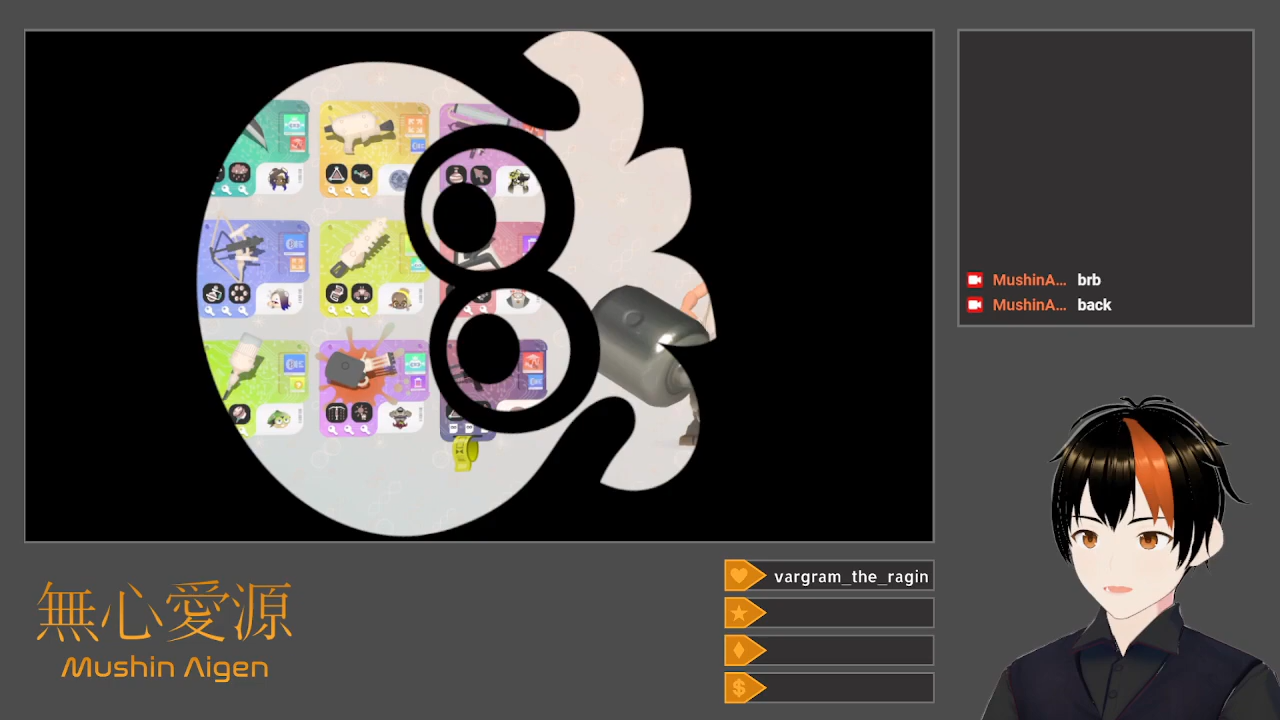 MushinA... brb
MushinA... back
vargram_the_ragin
無心愛源
Mushin Aigen
$